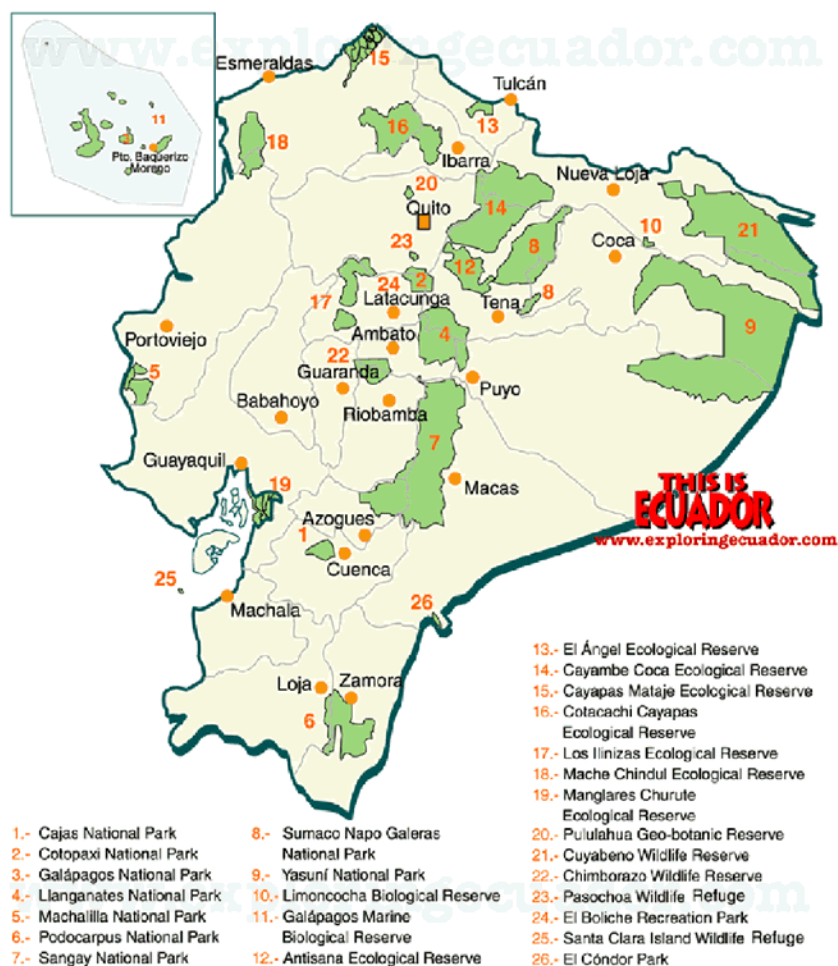 www.exploringecuador.com
15
Esmeraldas
Tulcán
11
13
16
18
3
Pto. Baquerizo
Moreno
Ibarra
Nueva Loja
20
Quito
14
10
21
23
Coca
8
12
24
2
8
17
Latacunga
Tena
Portoviejo
Ambato
4
9
22
5
Guaranda
Puyo
Babahoyo
Riobamba
7
Guayaquil
19
Macas
THIS IS
ECUADOR
www.exploringecuador.com
Azogues
1
Cuenca
25
Machala
26
Loja
Zamora
6
13.- El Ángel Ecological Reserve
14.- Cayambe Coca Ecological Reserve
15.- Cayapas Mataje Ecological Reserve
16.- Cotacachi Cayapas
Ecological Reserve
17.- Los Ilinizas Ecological Reserve
18.- Mache Chindul Ecological Reserve
19.- Manglares Churute
Ecological Reserve
20.- Pululahua Geo-botanic Reserve
21.- Cuyabeno Wildlife Reserve
22.- Chimborazo Wildlife Reserve
23.- Pasochoa Wildlife Refuge
24.- El Boliche Recreation Park
25.- Santa Clara Island Wildlife Refuge
26.- El Cóndor Park
1.- Cajas National Park
2.- Cotopaxi National Park
3.- Galápagos National Park
4.- Llanganates National Park
5.- Machalilla National Park
6.- Podocarpus National Park
7.- Sangay National Park
8.- Sumaco Napo Galeras
National Park
9.- Yasuní National Park
10.- Limoncocha Biological Reserve
11.- Galápagos Marine
Biological Reserve
12.- Antisana Ecological Reserve
www.exploringecuador.com